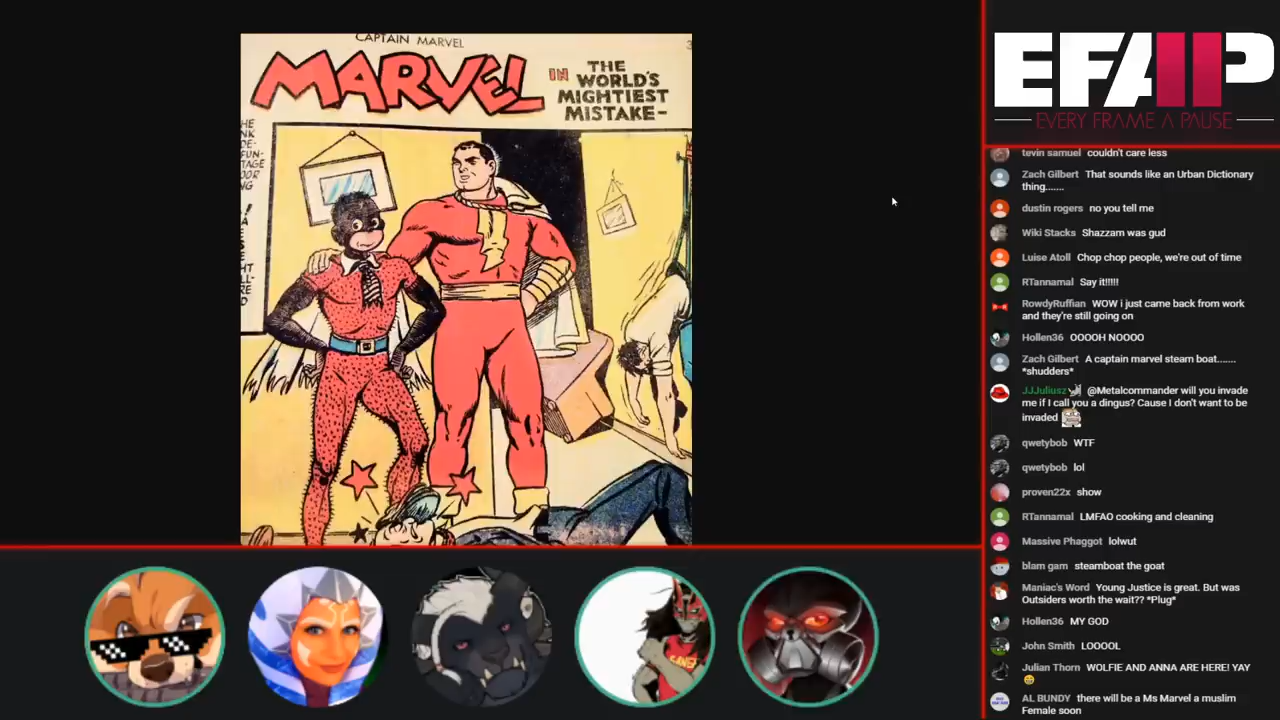 CAPTAIN MARVEL
MARVEL IN THE
WORLD'S
MIGHTIEST
MISTAKE-
EFAP
EVERY FRAME A PAUSE
tevin samuel couldn't care less
Zach Gilbert That sounds like an Urban Dictionary
thing.......
dustin rogers no you tell me
Wiki Stacks Shazzam was gud
Luise Atoll Chop chop people, we're out of time
RTannamal Say it!!!!!
RowdyRuffian WOW i just came back from work
and they're still going on
Hollen36 OOOOH NOOOO
Zach Gilbert A captain marvel steam boat.......
*shudders*
JJJuliusz @Metalcommander will you invade
me if I call you a dingus? Cause I don't want to be
invaded
qwetybob WTF
qwetybob lol
proven22x show
RTannamal LMFAO cooking and cleaning
Massive Phaggot lolwut
blam gam steamboat the goat
Maniac's Word Young Justice is great. But was
Outsiders worth the wait?? *Plug*
Hollen36 MY GOD
John Smith LOOOOL
Julian Thorn WOLFIE AND ANNA ARE HERE! YAY
AL BUNDY there will be a Ms Marvel a muslim
Female soon